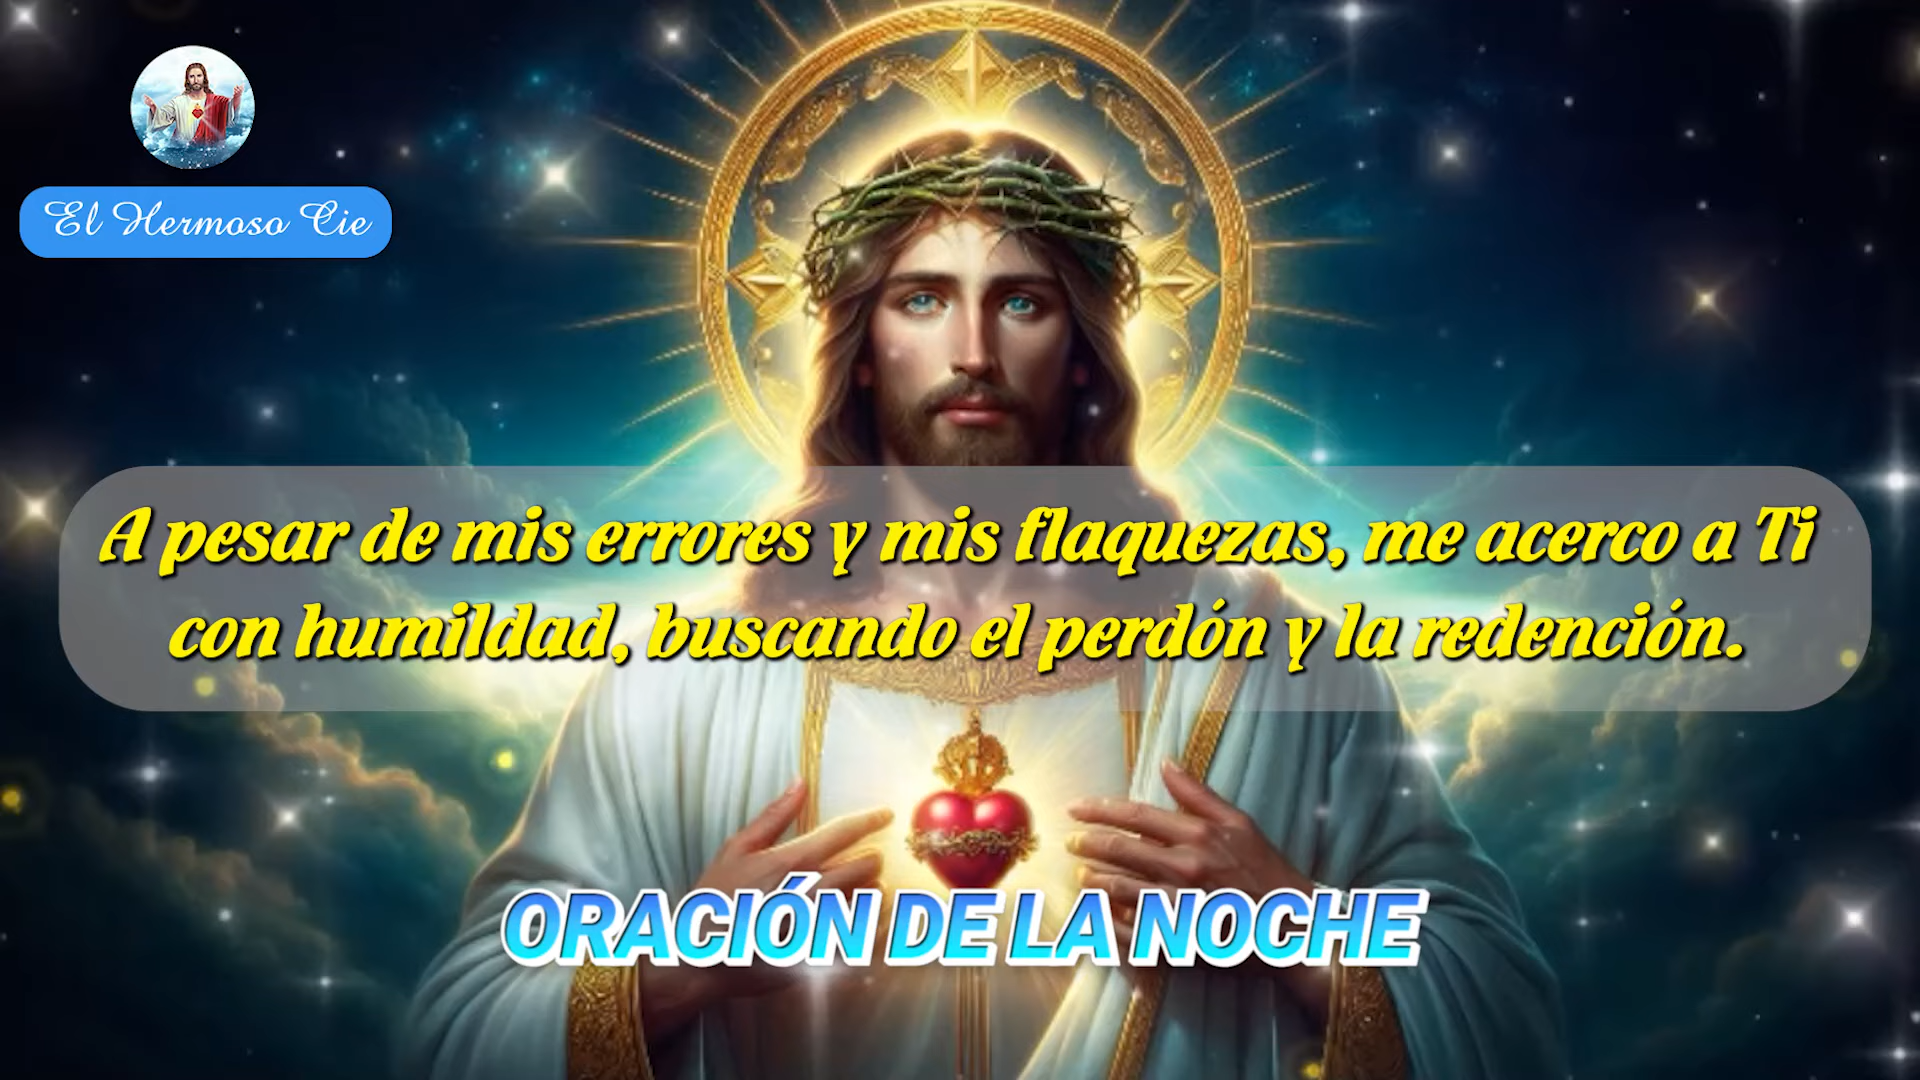 El Hermoso Cie
A pesar de mis errores y mis flaquezas, me acerco a Ti
con humildad, buscando el perdón y la redención.
ORACIÓN DE LA NOCHE